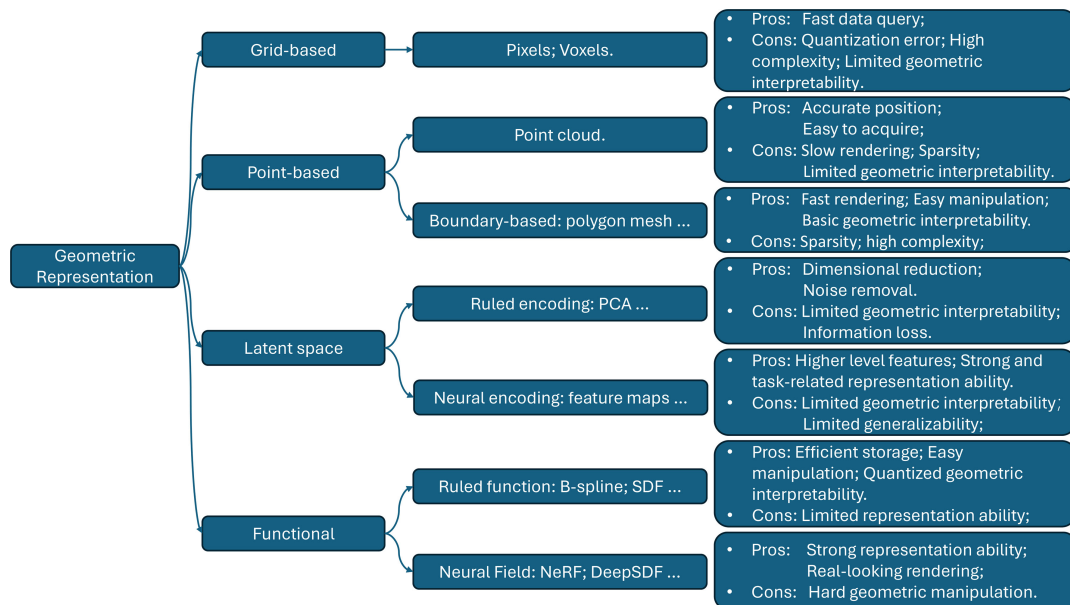 Geometric
Representation
Grid-based
Pixels; Voxels.
• Pros: Fast data query;
• Cons: Quantization error; High
complexity; Limited geometric
interpretability.
Point-based
Point cloud.
• Pros: Accurate position;
Easy to acquire;
• Cons: Slow rendering; Sparsity;
Limited geometric interpretability.
Boundary-based: polygon mesh ...
• Pros: Fast rendering; Easy manipulation;
Basic geometric interpretability.
• Cons: Sparsity; high complexity;
Latent space
Ruled encoding: PCA ...
• Pros: Dimensional reduction;
Noise removal.
• Cons: Limited geometric interpretability;
Information loss.
Neural encoding: feature maps ...
• Pros: Higher level features; Strong and
task-related representation ability.
• Cons: Limited geometric interpretability;
Limited generalizability;
Functional
Ruled function: B-spline; SDF ...
• Pros: Efficient storage; Easy
manipulation; Quantized geometric
interpretability.
• Cons: Limited representation ability;
Neural Field: NeRF; DeepSDF ...
• Pros: Strong representation ability;
Real-looking rendering;
• Cons: Hard geometric manipulation.